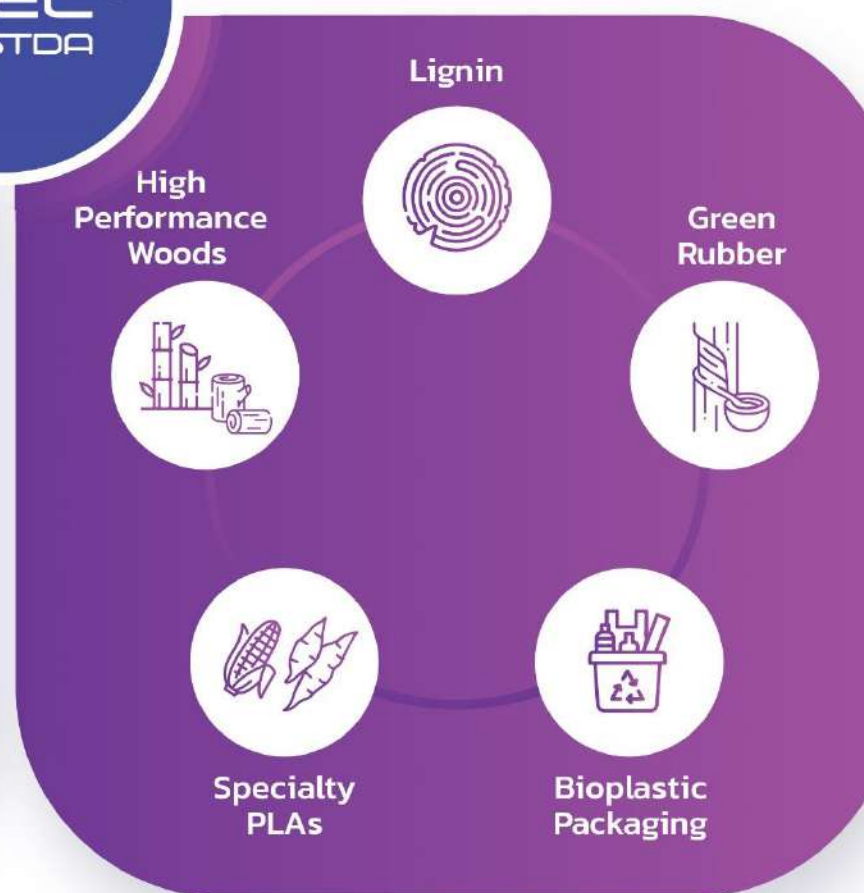 STDA
Lignin
High
Performance
Woods
Green
Rubber
Specialty
PLAs
Bioplastic
Packaging